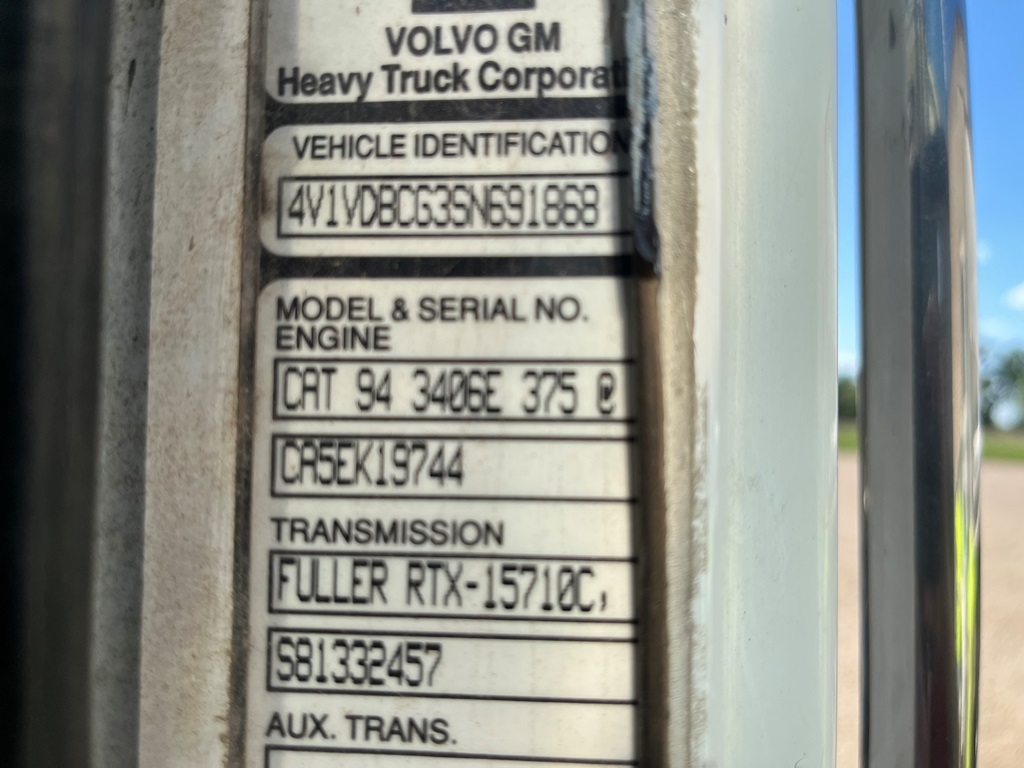 VOLVO GM
Heavy Truck Corporat
VEHICLE IDENTIFICATION
4V1VDBCG3SN691868
MODEL & SERIAL NO.
ENGINE
CAT 94 3406E 375 @
CA5EK19744
TRANSMISSION
FULLER RTX-15710C,
S81332457
AUX. TRANS.